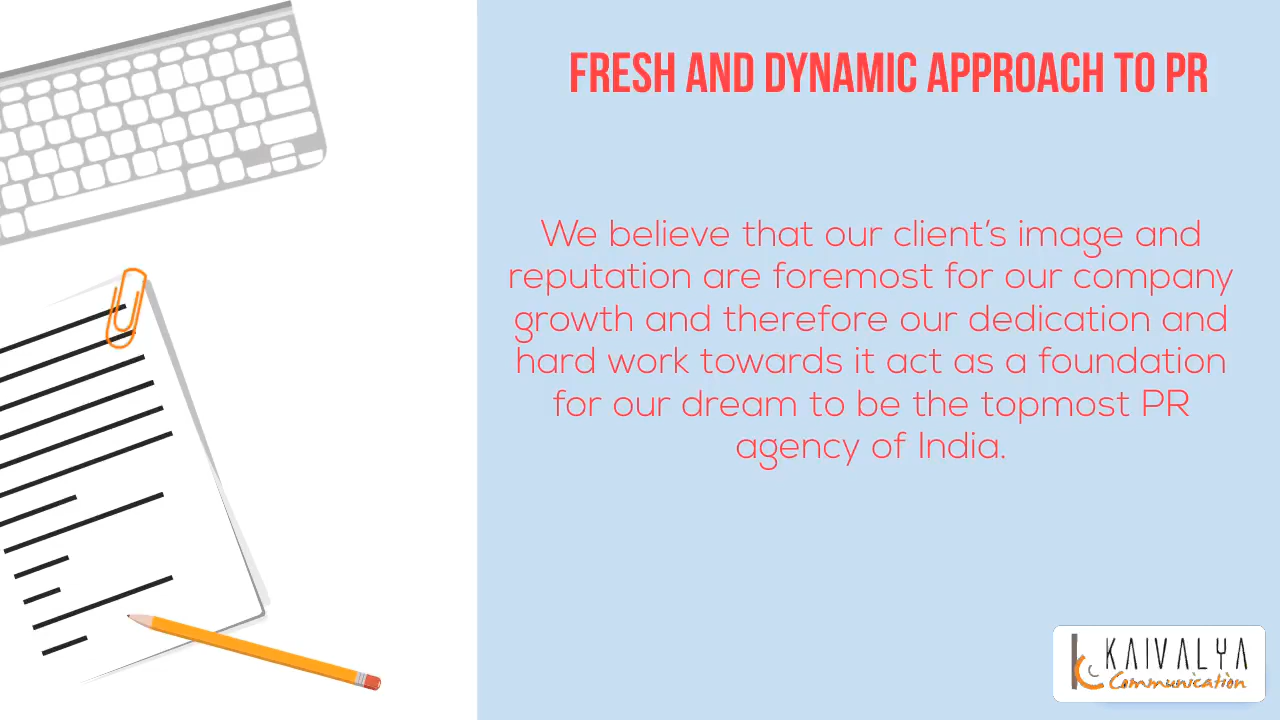 FRESH AND DYNAMIC APPROACH TO PR
We believe that our client's image and
reputation are foremost for our company
growth and therefore our dedication and
hard work towards it act as a foundation
for our dream to be the topmost PR
agency of India.
KAIVALYA
Communication